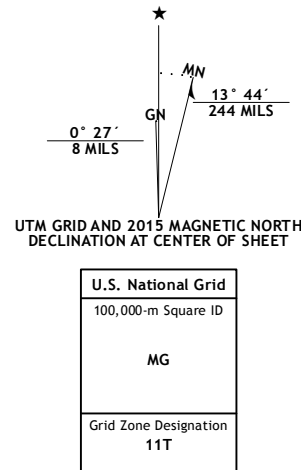 ★
MN
GN
13° 44´
244 MILS
0° 27´
8 MILS
UTM GRID AND 2015 MAGNETIC NORTH
DECLINATION AT CENTER OF SHEET
U.S. National Grid
100,000-m Square ID
MG
Grid Zone Designation
11T